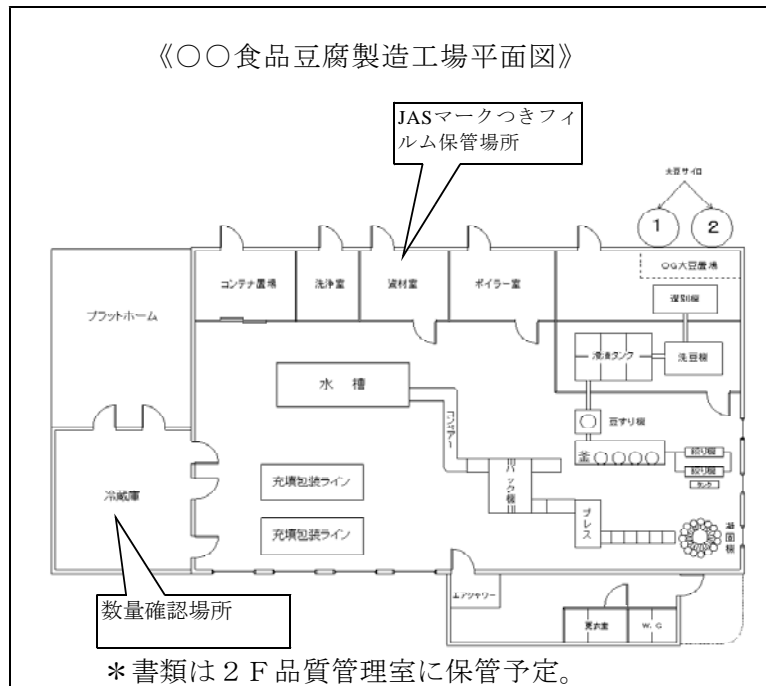 《○○食品豆腐製造工場平面図》
JASマークつきフィ
ルム保管場所
大豆サイロ
1
2
コンテナ置場
洗浄室
資材室
ボイラー室
OG大豆置場
選別機
プラットホーム
浸漬タンク
洗豆機
水　槽
コンベアー
豆すり機
釜
絞り機
絞り機
タンク
パック機
冷蔵庫
充填包装ライン
充填包装ライン
プレス
凝固機
数量確認場所
エアシャワー
更衣室
W.C
＊書類は２Ｆ品質管理室に保管予定。